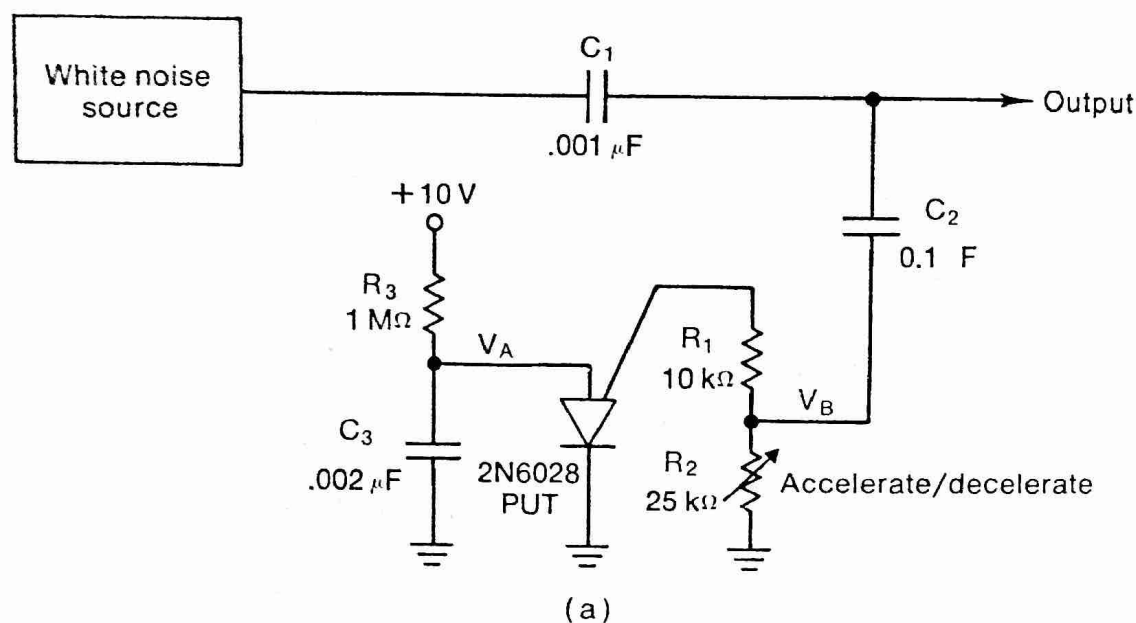 White noise
source
C1
.001 μF
Output
+10 V
C2
0.1 F
R3
1 MΩ
VA
R1
10 kΩ
VB
C3
.002 μF
2N6028
PUT
R2
25 kΩ
Accelerate/decelerate
(a)